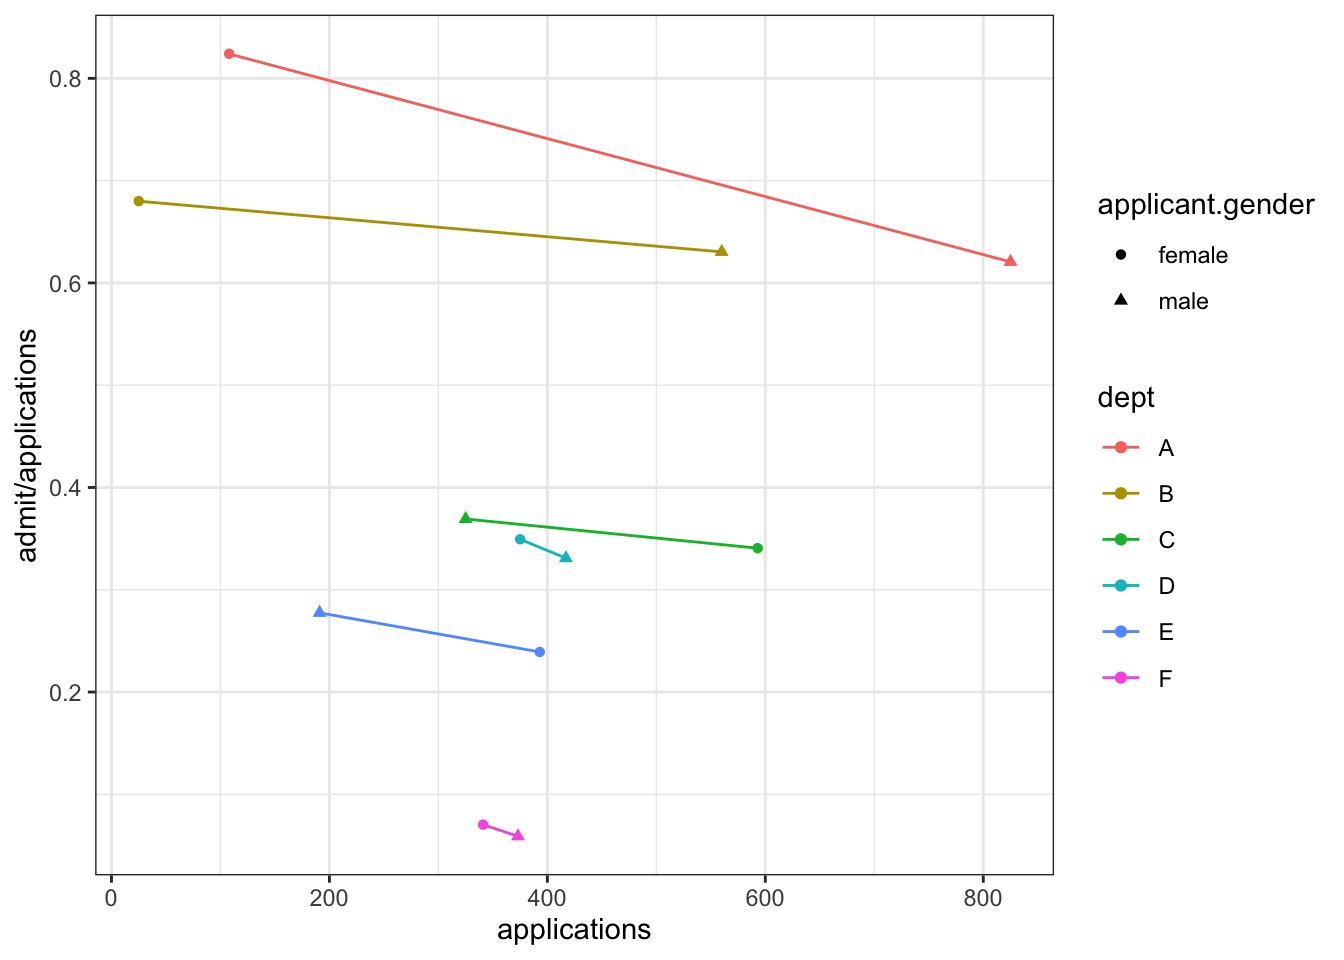 0.8
0.6
0.4
0.2
admit/applications
0 200 400 600 800
applications
applicant.gender
female
male
dept
A
B
C
D
E
F